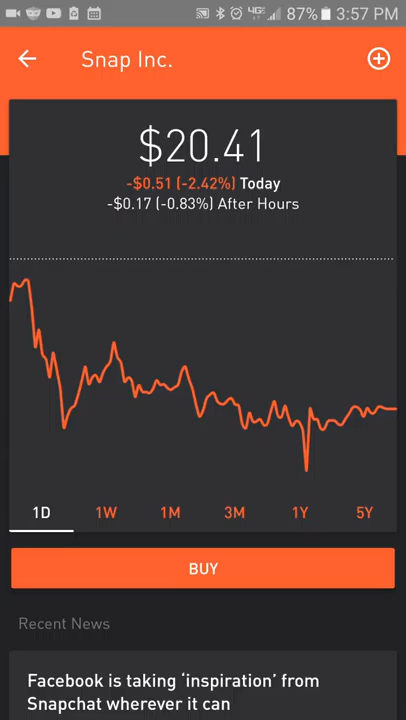 4G 87% 3:57 PM
Snap Inc.
$20.41
-$0.51 (-2.42%) Today
-$0.17 (-0.83%) After Hours
1D 1W 1M 3M 1Y 5Y
BUY
Recent News
Facebook is taking ‘inspiration’ from
Snapchat wherever it can